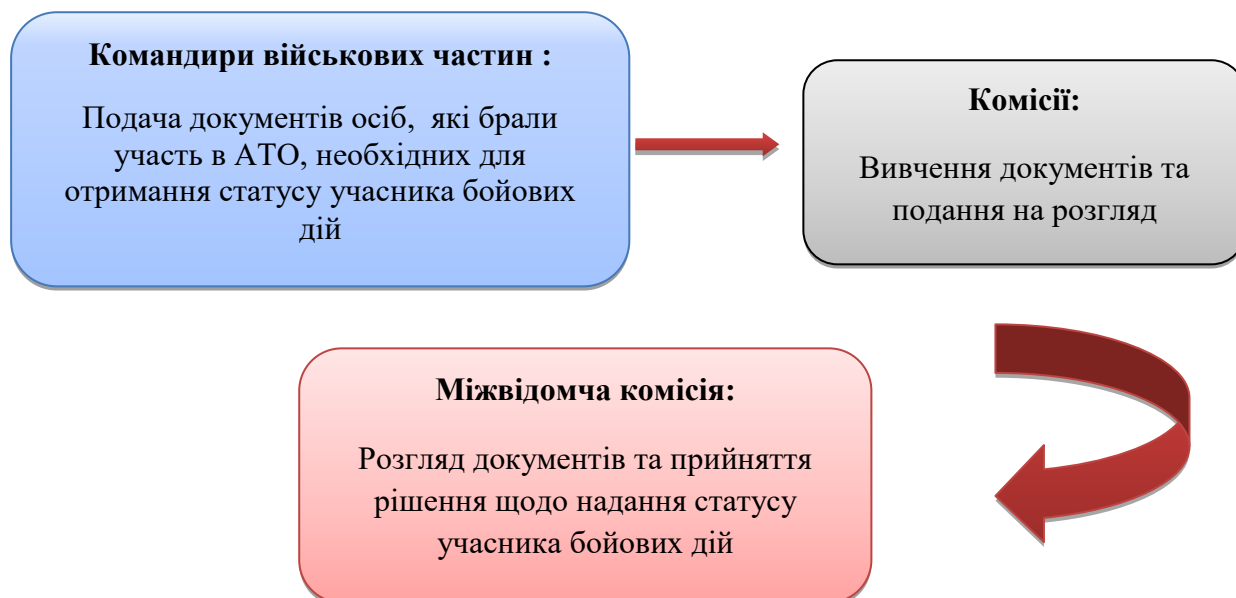 Командири військових частин :
Подача документів осіб, які брали
участь в АТО, необхідних для
отримання статусу учасника бойових
дій
Комісії:
Вивчення документів та
подання на розгляд
Міжвідомча комісія:
Розгляд документів та прийняття
рішення щодо надання статусу
учасника бойових дій